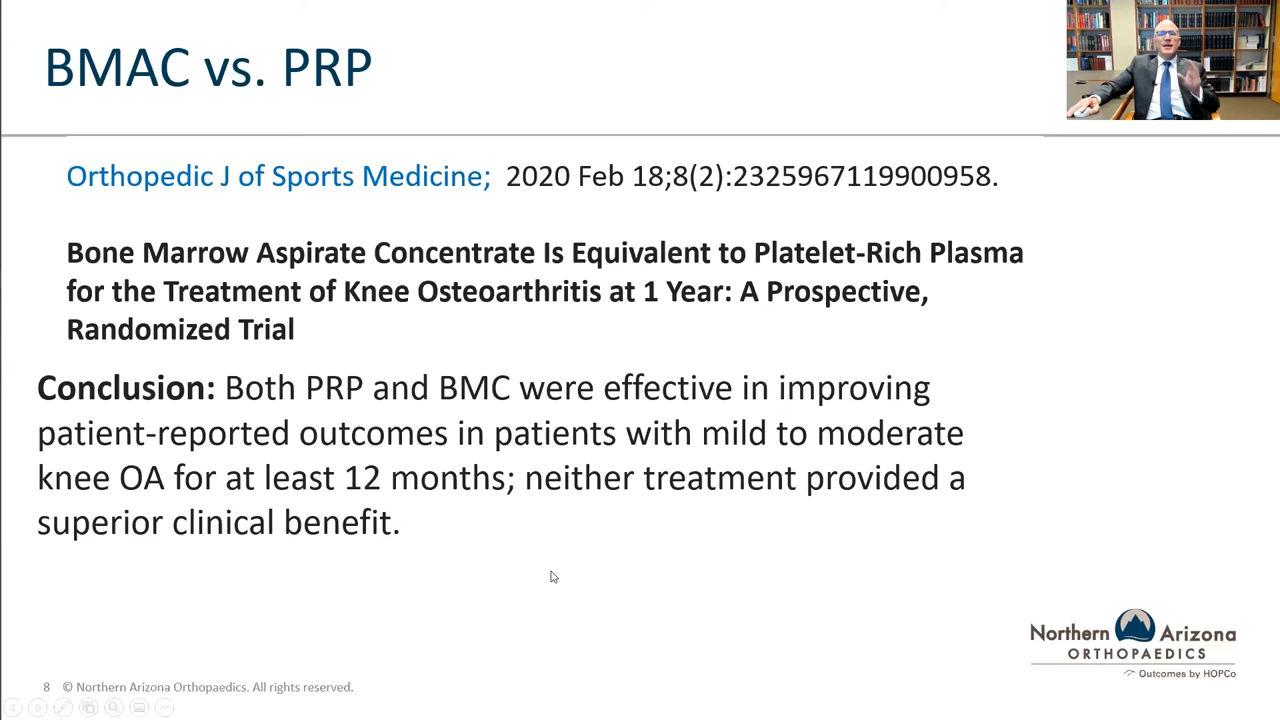 BMAC vs. PRP
Orthopedic J of Sports Medicine; 2020 Feb 18;8(2):2325967119900958.
Bone Marrow Aspirate Concentrate Is Equivalent to Platelet-Rich Plasma
for the Treatment of Knee Osteoarthritis at 1 Year: A Prospective,
Randomized Trial
Conclusion: Both PRP and BMC were effective in improving
patient-reported outcomes in patients with mild to moderate
knee OA for at least 12 months; neither treatment provided a
superior clinical benefit.
Northern Arizona
ORTHOPAEDICS
Outcomes by HOPCo
8 © Northern Arizona Orthopaedics. All rights reserved.